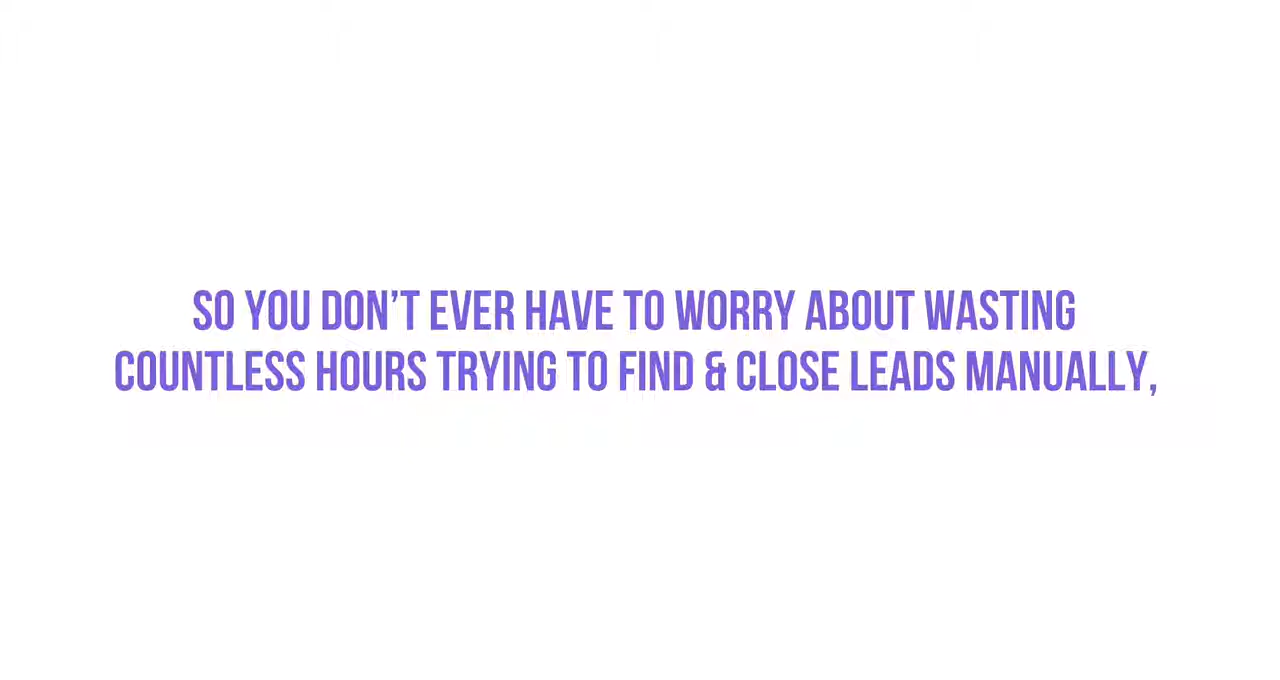 SO YOU DON’T EVER HAVE TO WORRY ABOUT WASTING
COUNTLESS HOURS TRYING TO FIND & CLOSE LEADS MANUALLY,